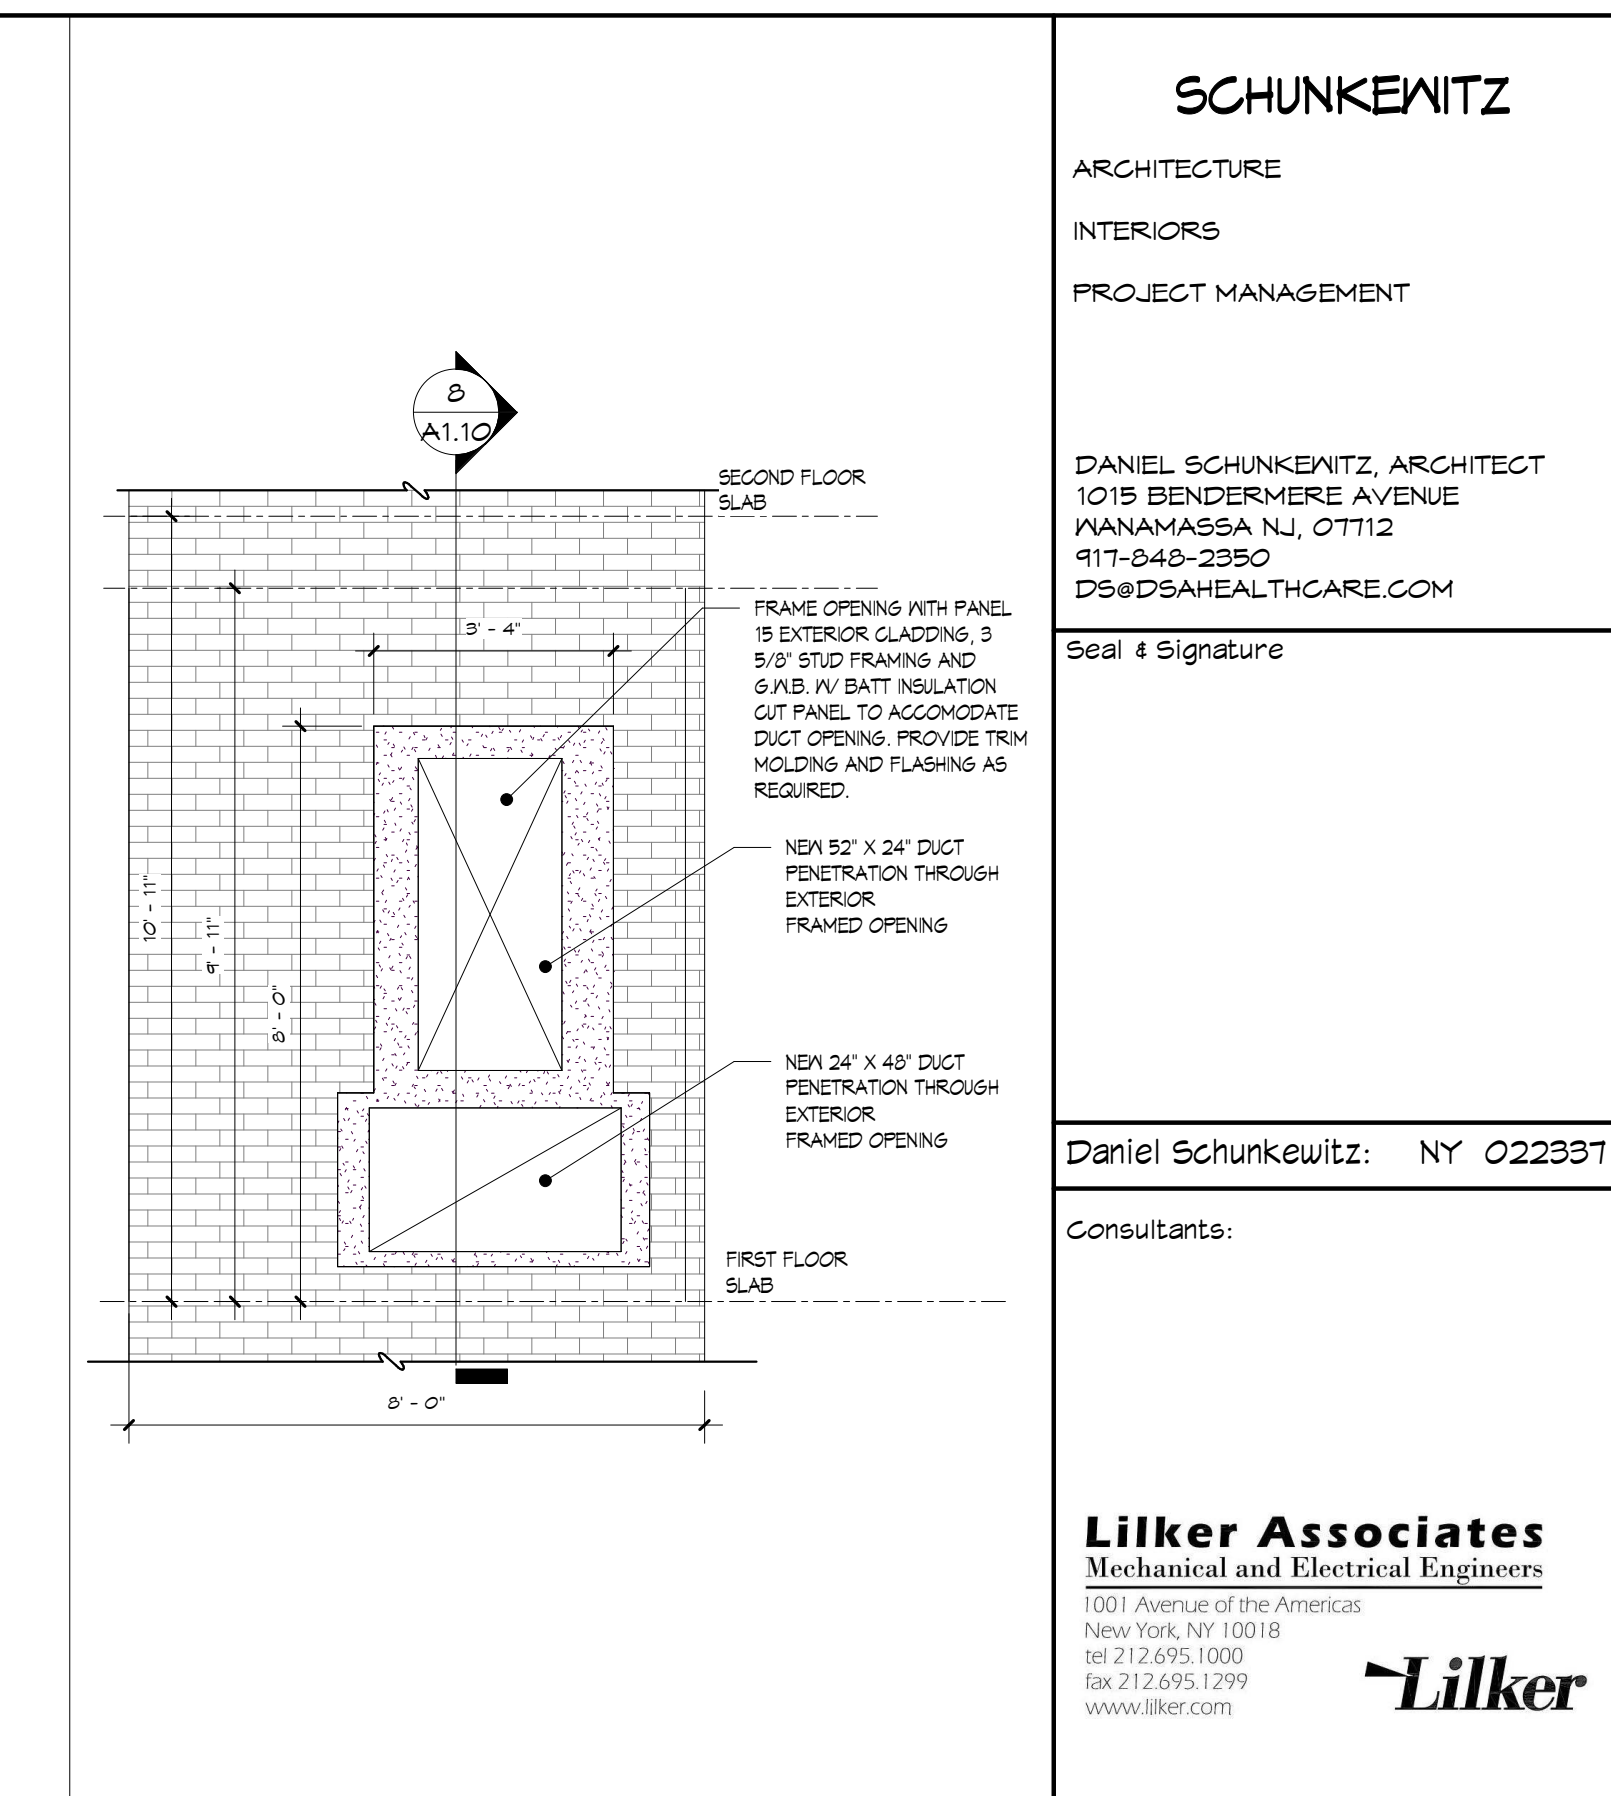 8
A1.10
SECOND FLOOR
SLAB
3' - 4"
FRAME OPENING WITH PANEL
15 EXTERIOR CLADDING, 3
5/8" STUD FRAMING AND
G.W.B. W/ BATT INSULATION
CUT PANEL TO ACCOMODATE
DUCT OPENING. PROVIDE TRIM
MOLDING AND FLASHING AS
REQUIRED.
NEW 52" X 24" DUCT
PENETRATION THROUGH
EXTERIOR
FRAMED OPENING
10' - 11"
9' - 11"
8' - 0"
NEW 24" X 48" DUCT
PENETRATION THROUGH
EXTERIOR
FRAMED OPENING
FIRST FLOOR
SLAB
8' - 0"
SCHUNKEWITZ
ARCHITECTURE
INTERIORS
PROJECT MANAGEMENT
DANIEL SCHUNKEWITZ, ARCHITECT
1015 BENDERMERE AVENUE
WANAMASSA NJ, 07712
917-848-2350
DS@DSAHEALTHCARE.COM
Seal & Signature
Daniel Schunkewitz: NY 022337
Consultants:
Lilker Associates
Mechanical and Electrical Engineers
1001 Avenue of the Americas
New York, NY 10018
tel 212.695.1000
fax 212.695.1299
www.lilker.com
Lilker